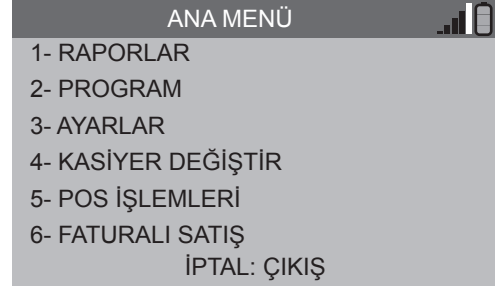 ANA MENÜ
1- RAPORLAR
2- PROGRAM
3- AYARLAR
4- KASİYER DEĞİŞTİR
5- POS İŞLEMLERİ
6- FATURALI SATIŞ
İPTAL: ÇIKIŞ